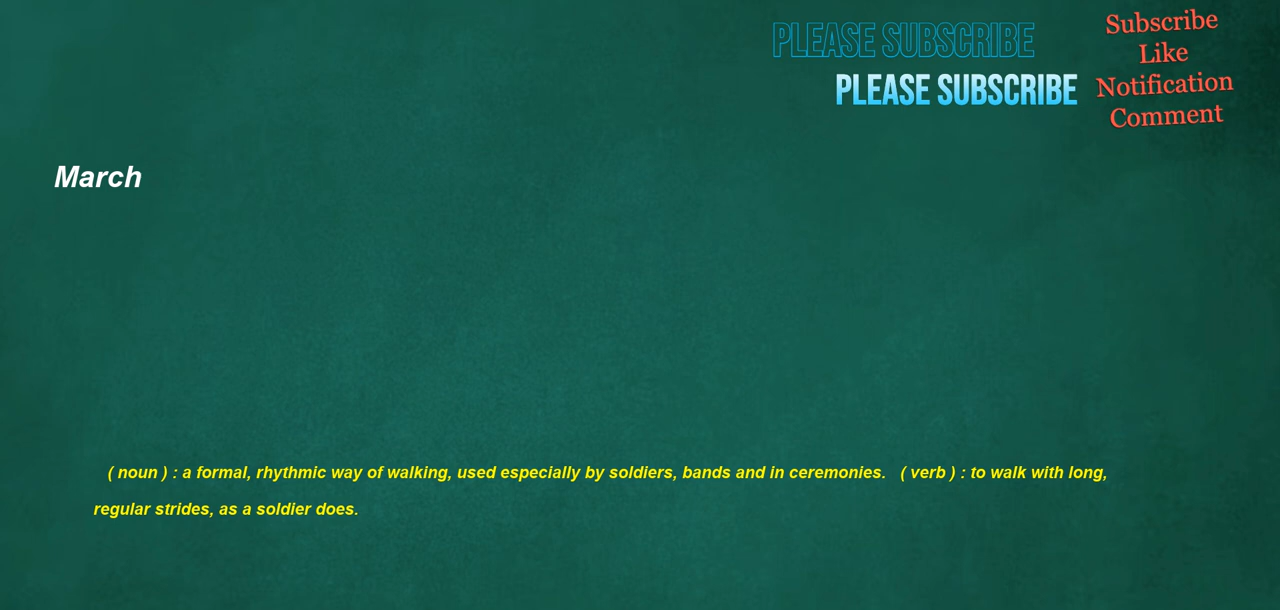 PLEASE SUBSCRIBE
PLEASE SUBSCRIBE
Subscribe
Like
Notification
Comment
March
( noun ) : a formal, rhythmic way of walking, used especially by soldiers, bands and in ceremonies. ( verb ) : to walk with long,
regular strides, as a soldier does.